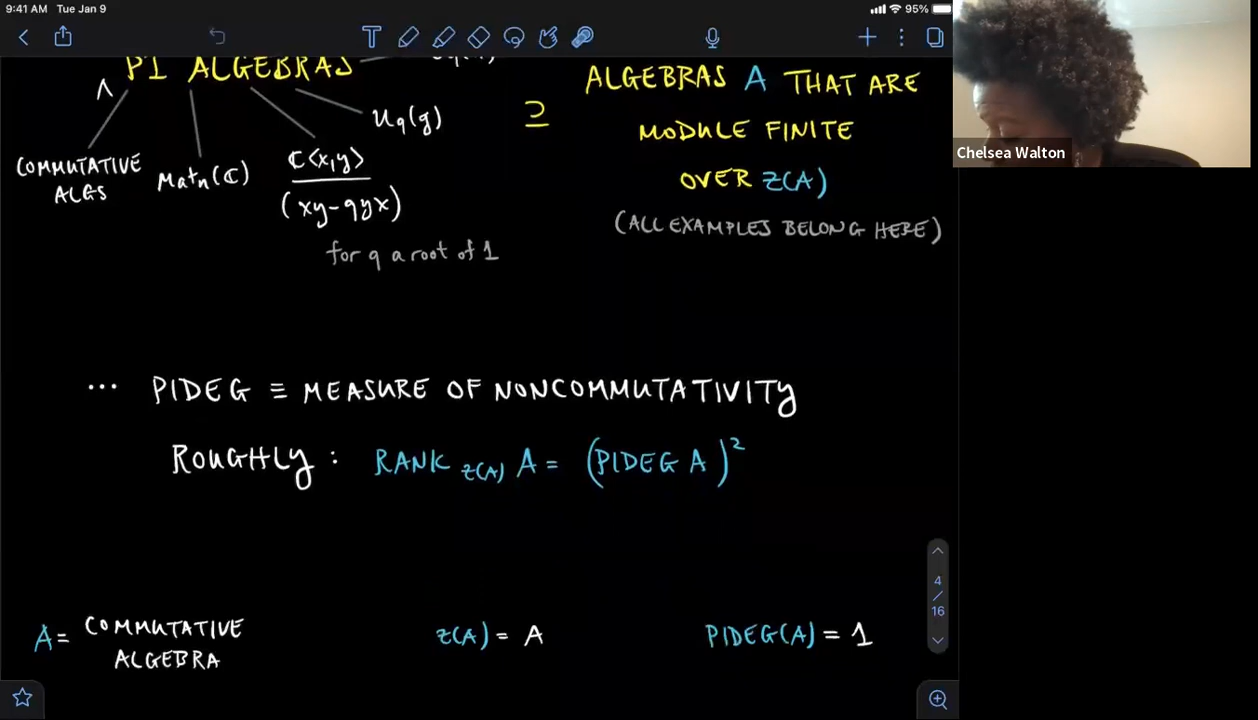 9:41 AM Tue Jan 9
95%
PI ALGEBRAS
COMMUTATIVE
ALGS
Matn(ℂ)
ℂ<x,y>
(xy-qyx)
for q a root of 1
Uq(g)
⊇
ALGEBRAS A THAT ARE
MODULE FINITE
OVER Z(A)
(ALL EXAMPLES BELONG HERE)
Chelsea Walton
... PIDEG ≡ MEASURE OF NONCOMMUTATIVITY
ROUGHLY: RANK Z(A) A = (PIDEG A)²
4
/
16
A = COMMUTATIVE
ALGEBRA
Z(A) = A
PIDEG(A) = 1